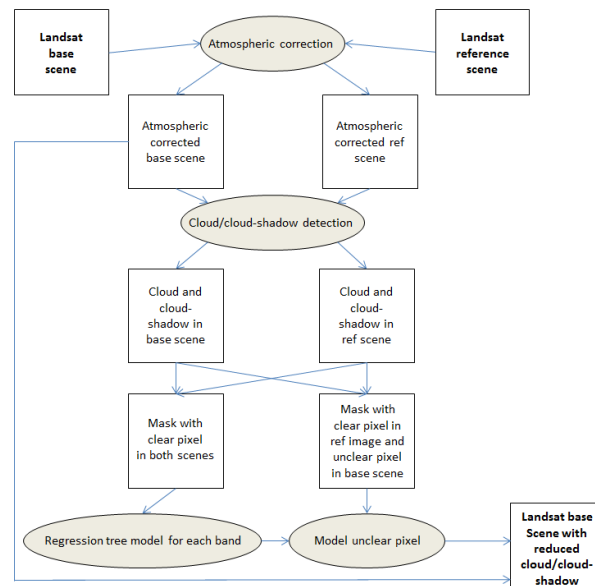 Landsat
base
scene
Atmospheric correction
Landsat
reference
scene
Atmospheric
corrected
base scene
Atmospheric
corrected ref
scene
Cloud/cloud-shadow detection
Cloud and
cloud-
shadow in
base scene
Cloud and
cloud-
shadow in
ref scene
Mask with
clear pixel
in both scenes
Mask with
clear pixel in
ref image and
unclear pixel
in base scene
Regression tree model for each band
Model unclear pixel
Landsat base
Scene with
reduced
cloud/cloud-
shadow